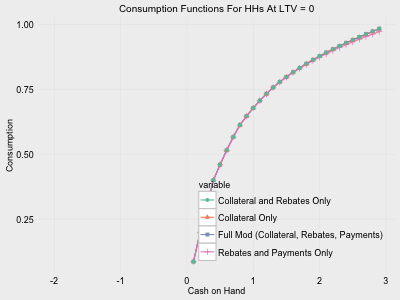 Consumption Functions For HHs At LTV = 0
1.00
0.75
0.50
0.25
Consumption
variable
Collateral and Rebates Only
Collateral Only
Full Mod (Collateral, Rebates, Payments)
Rebates and Payments Only
-2 -1 0 1 2 3
Cash on Hand